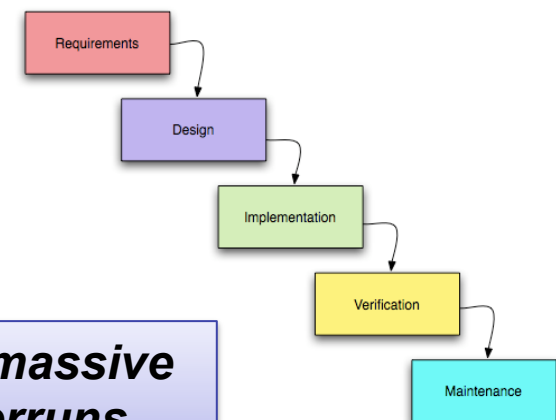 Requirements
Design
Implementation
Verification
massive
Maintenance